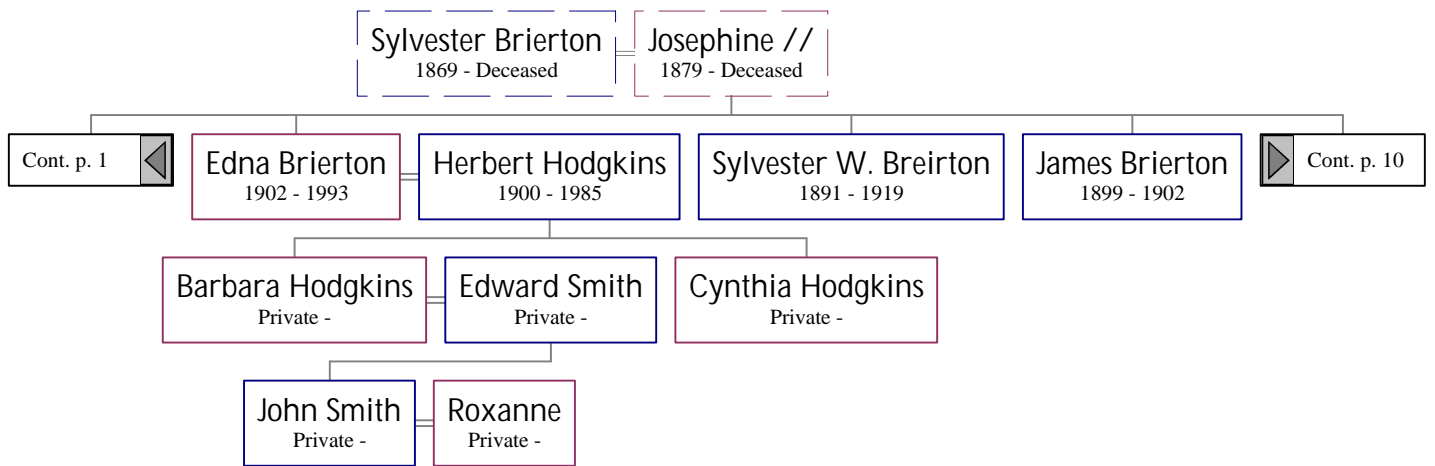 Sylvester Brierton
1869 - Deceased
Josephine //
1879 - Deceased
Cont. p. 1
Edna Brierton
1902 - 1993
Herbert Hodgkins
1900 - 1985
Sylvester W. Breirton
1891 - 1919
James Brierton
1899 - 1902
Cont. p. 10
Barbara Hodgkins
Private -
Edward Smith
Private -
Cynthia Hodgkins
Private -
John Smith
Private -
Roxanne
Private -